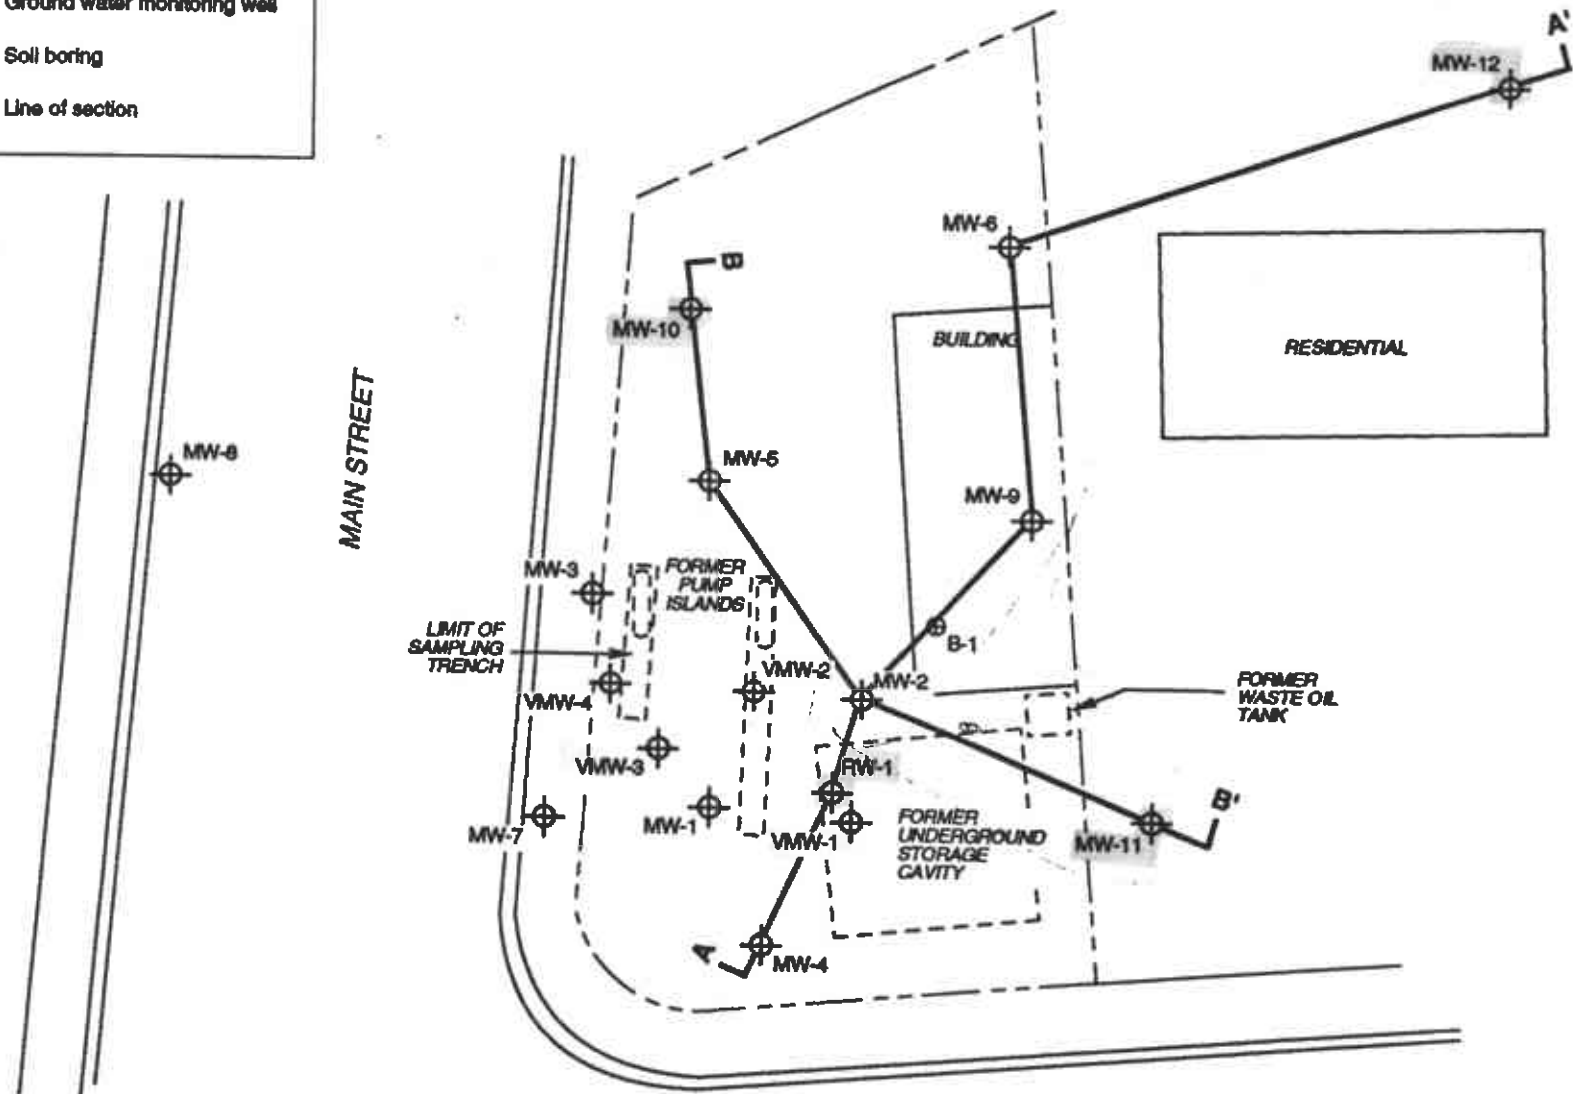 Ground water monitoring well
Soil boring
Line of section
A'
MW-12
MW-6
B
MW-10
BUILDING
RESIDENTIAL
MAIN STREET
MW-8
MW-5
MW-9
MW-3
FORMER
PUMP
ISLANDS
LIMIT OF
SAMPLING
TRENCH
B-1
VMW-2
MW-2
VMW-4
FORMER
WASTE OIL
TANK
VMW-3
RW-1
B'
MW-1
MW-7
VMW-1
FORMER
UNDERGROUND
STORAGE
CAVITY
MW-11
A
MW-4